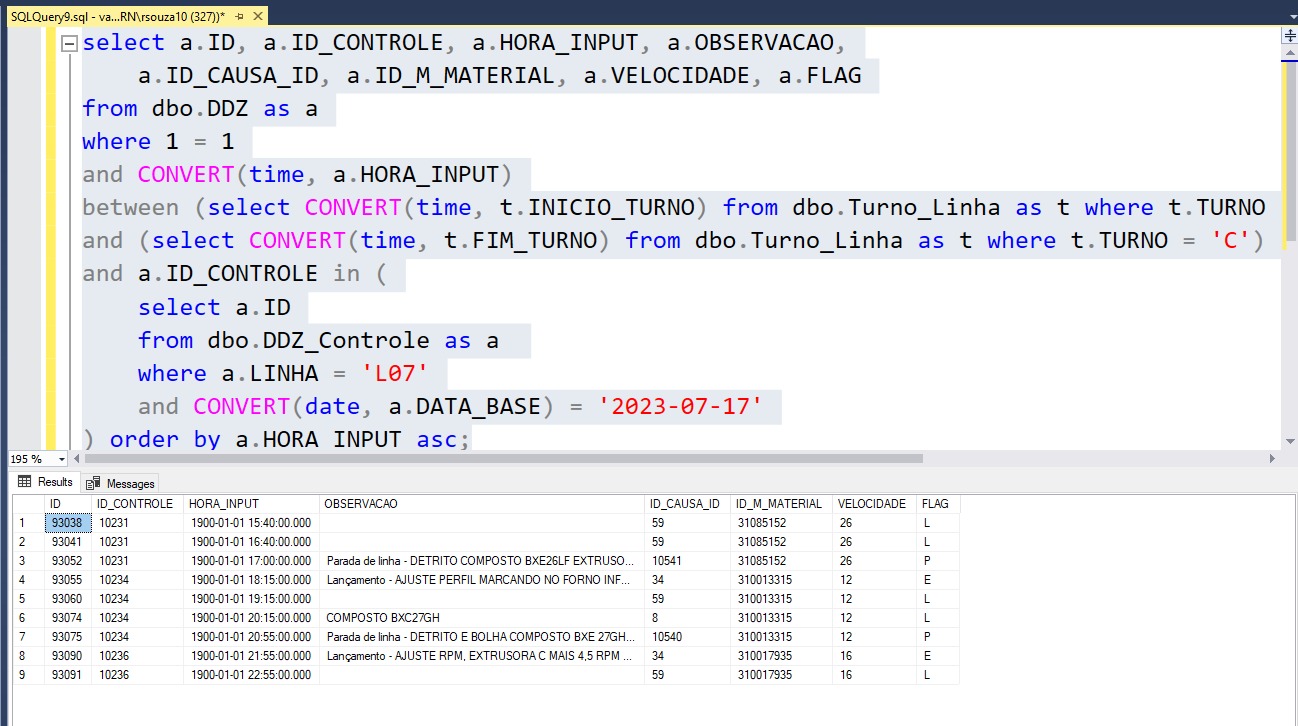 SQLQuery9.sql - va...RN\rsouza10 (327))*
select a.ID, a.ID_CONTROLE, a.HORA_INPUT, a.OBSERVACAO,
a.ID_CAUSA_ID, a.ID_M_MATERIAL, a.VELOCIDADE, a.FLAG
from dbo.DDZ as a
where 1 = 1
and CONVERT(time, a.HORA_INPUT)
between (select CONVERT(time, t.INICIO_TURNO) from dbo.Turno_Linha as t where t.TURNO
and (select CONVERT(time, t.FIM_TURNO) from dbo.Turno_Linha as t where t.TURNO = 'C')
and a.ID_CONTROLE in (
select a.ID
from dbo.DDZ_Controle as a
where a.LINHA = 'L07'
and CONVERT(date, a.DATA_BASE) = '2023-07-17'
) order by a.HORA_INPUT asc;
195 %
Results Messages
ID ID_CONTROLE HORA_INPUT OBSERVACAO ID_CAUSA_ID ID_M_MATERIAL VELOCIDADE FLAG
1 93038 10231 1900-01-01 15:40:00.000 59 31085152 26 L
2 93041 10231 1900-01-01 16:40:00.000 59 31085152 26 L
3 93052 10231 1900-01-01 17:00:00.000 Parada de linha - DETRITO COMPOSTO BXE26LF EXTRUSO... 10541 31085152 26 P
4 93055 10234 1900-01-01 18:15:00.000 Lançamento - AJUSTE PERFIL MARCANDO NO FORNO INF... 34 310013315 12 E
5 93060 10234 1900-01-01 19:15:00.000 59 310013315 12 L
6 93074 10234 1900-01-01 20:15:00.000 COMPOSTO BXC27GH 8 310013315 12 L
7 93075 10234 1900-01-01 20:55:00.000 Parada de linha - DETRITO E BOLHA COMPOSTO BXE 27GH... 10540 310013315 12 P
8 93090 10236 1900-01-01 21:55:00.000 Lançamento - AJUSTE RPM, EXTRUSORA C MAIS 4,5 RPM ... 34 310017935 16 E
9 93091 10236 1900-01-01 22:55:00.000 59 310017935 16 L